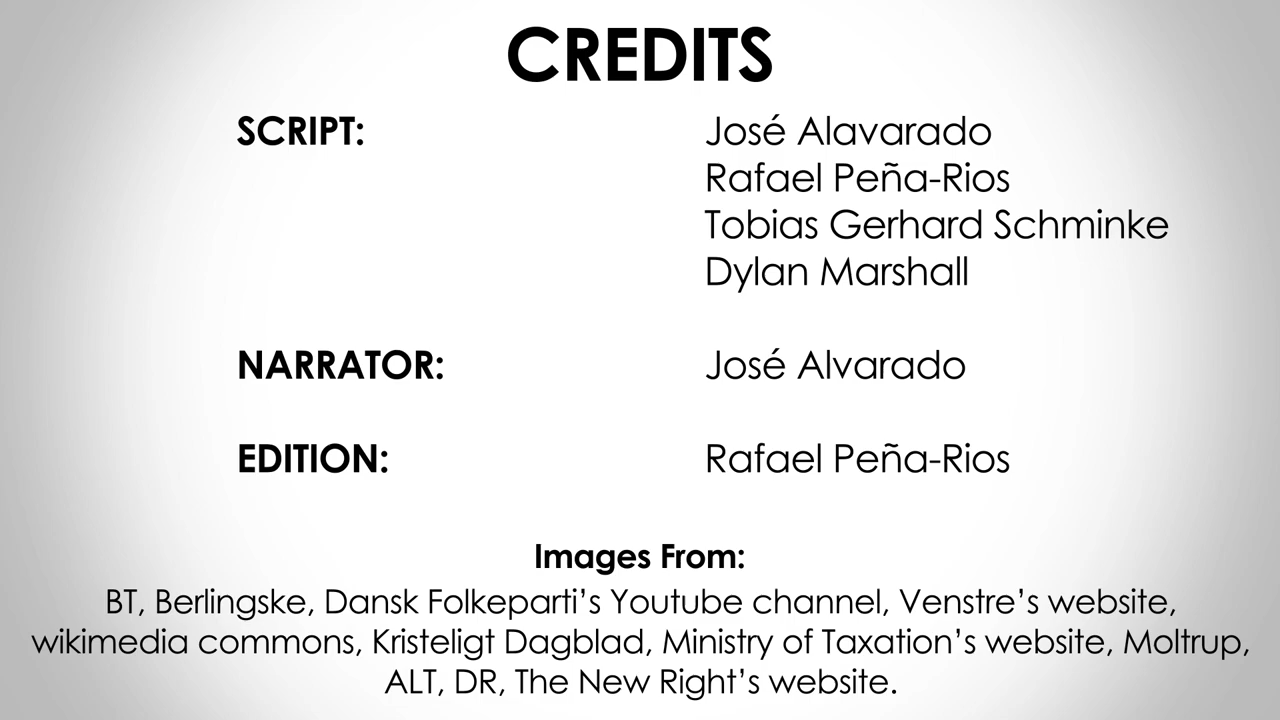 CREDITS
SCRIPT: José Alavarado
Rafael Peña-Rios
Tobias Gerhard Schminke
Dylan Marshall
NARRATOR: José Alvarado
EDITION: Rafael Peña-Rios
Images From:
BT, Berlingske, Dansk Folkeparti’s Youtube channel, Venstre’s website,
wikimedia commons, Kristeligt Dagblad, Ministry of Taxation’s website, Moltrup,
ALT, DR, The New Right’s website.